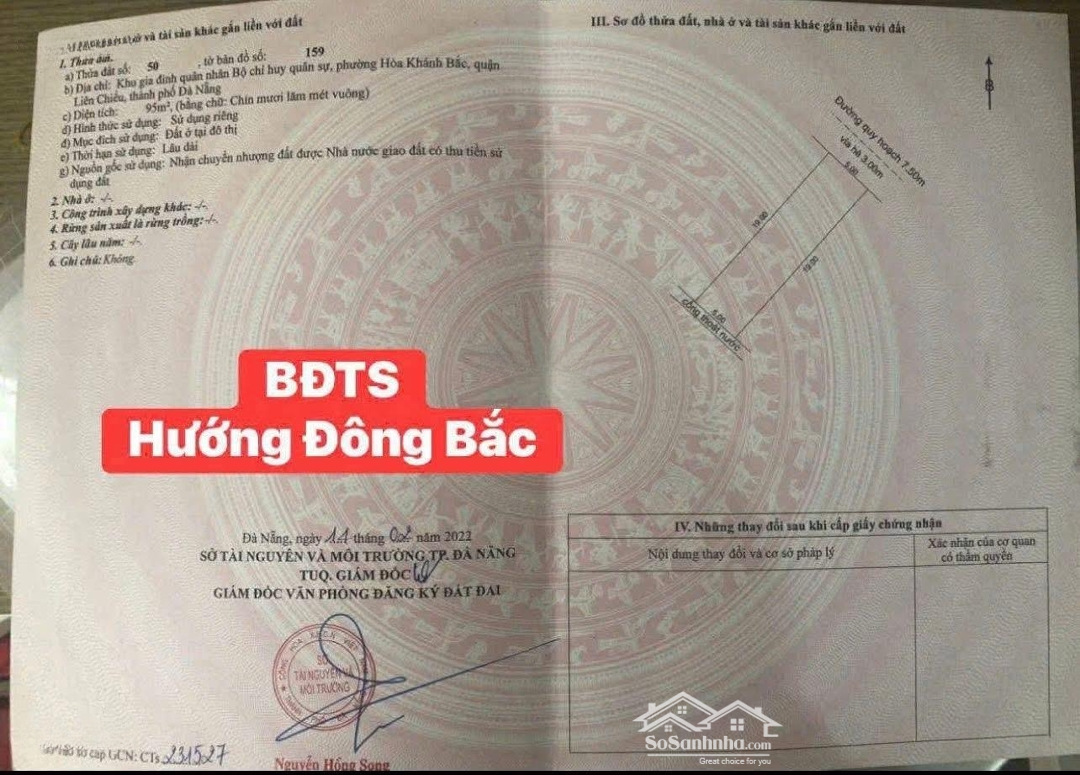 ở và tài sản khác gắn liền với đất
1. Thửa đất:
a) Thửa đất số: 50 , tờ bản đồ số: 159
b) Địa chỉ: Khu gia đình quân nhân Bộ chỉ huy quân sự, phường Hòa Khánh Bắc, quận
Liên Chiểu, thành phố Đà Nẵng
c) Diện tích: 95m², (bằng chữ: Chín mươi lăm mét vuông)
d) Hình thức sử dụng: Sử dụng riêng
đ) Mục đích sử dụng: Đất ở tại đô thị
e) Thời hạn sử dụng: Lâu dài
g) Nguồn gốc sử dụng: Nhận chuyển nhượng đất được Nhà nước giao đất có thu tiền sử
dụng đất
2. Nhà ở: -/-
3. Công trình xây dựng khác: -/-
4. Rừng sản xuất là rừng trồng: -/-
5. Cây lâu năm: -/-
6. Ghi chú: Không
BĐTS
Hướng Đông Bắc
Đà Nẵng, ngày 11 tháng 02 năm 2022
SỞ TÀI NGUYÊN VÀ MÔI TRƯỜNG TP. ĐÀ NẴNG
TUQ. GIÁM ĐỐC
GIÁM ĐỐC VĂN PHÒNG ĐĂNG KÝ ĐẤT ĐAI
SỞ
TÀI NGUYÊN VÀ
MÔI TRƯỜNG
Nguyễn Hồng Song
cấp GCN: CTs 231527
III. Sơ đồ thửa đất, nhà ở và tài sản khác gắn liền với đất
B
Đường quy hoạch 7.50m
vỉa hè 3.00m
5.00
19.00
19.00
5.00
cống thoát nước
IV. Những thay đổi sau khi cấp giấy chứng nhận
Nội dung thay đổi và cơ sở pháp lý
Xác nhận của cơ quan
có thẩm quyền
SoSanhnha.com
Great choice for you